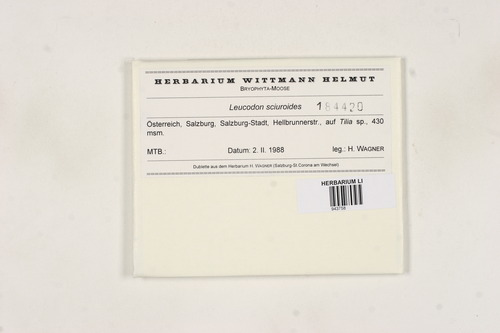 HERBARIUM WITTMANN HELMUT
BRYOPHYTA-MOOSE
Leucodon sciuroides 184420
Österreich, Salzburg, Salzburg-Stadt, Hellbrunnerstr., auf Tilia sp., 430
msm.
MTB.: Datum: 2. II. 1988 leg.: H. WAGNER
Dublette aus dem Herbarium H. WAGNER (Salzburg-St.Corona am Wechsel)
HERBARIUM LI
943758